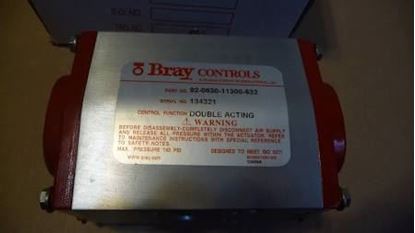 Bray CONTROLS
PART NO. 92-0630-11300-532
SERIAL NO. 134321
CONTROL FUNCTION DOUBLE ACTING
⚠ WARNING
BEFORE DISASSEMBLY-COMPLETELY DISCONNECT AIR SUPPLY
AND RELEASE ALL PRESSURE WITHIN THE ACTUATOR. REFER
TO MAINTENANCE INSTRUCTIONS WITH SPECIAL REFERENCE
TO SAFETY NOTES.
MAX. PRESSURE 140 PSI DESIGNED TO MEET ISO 5211
www.bray.com